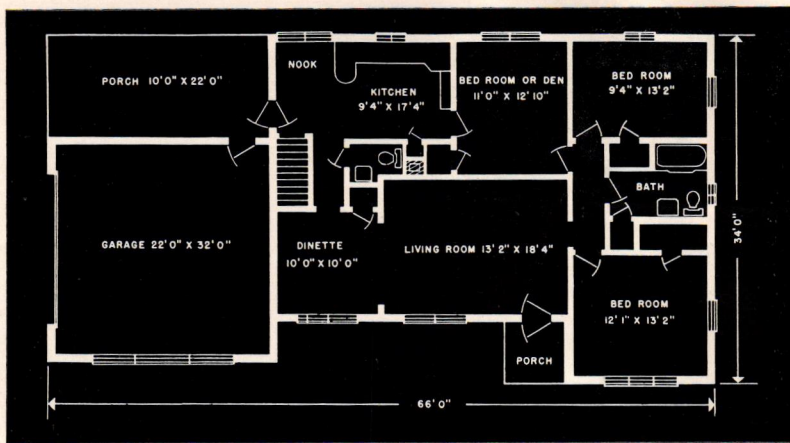 NOOK
PORCH 10'0" X 22'0"
KITCHEN
9'4" X 17'4"
BED ROOM OR DEN
11'0" X 12'10"
BED ROOM
9'4" X 13'2"
BATH
GARAGE 22'0" X 32'0"
DINETTE
10'0" X 10'0"
LIVING ROOM 13'2" X 18'4"
34'0"
BED ROOM
12'1" X 13'2"
PORCH
66'0"